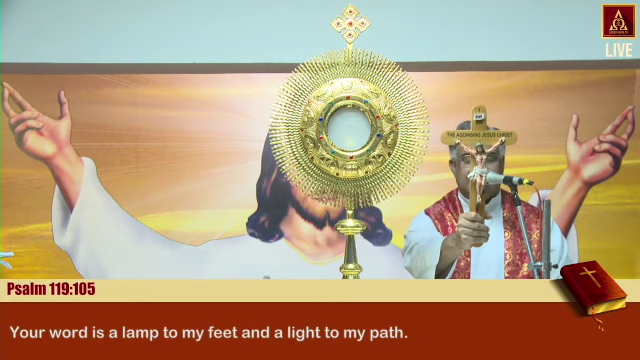 LIVE
THE AGONISING JESUS CHRIST
Psalm 119:105
Your word is a lamp to my feet and a light to my path.